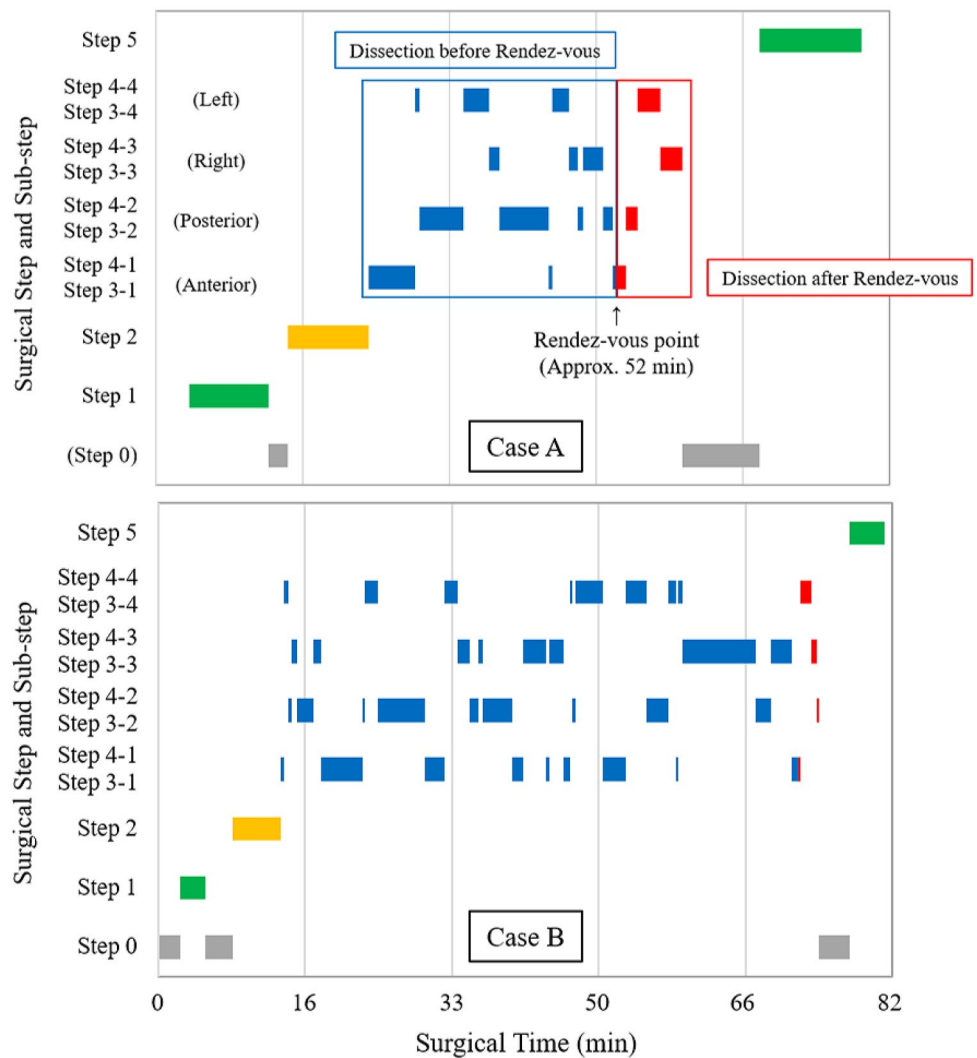 Surgical Step and Sub-step
Step 5
Dissection before Rendez-vous
Step 4-4
Step 3-4
(Left)
Step 4-3
Step 3-3
(Right)
Step 4-2
Step 3-2
(Posterior)
Step 4-1
Step 3-1
(Anterior)
Dissection after Rendez-vous
↑
Step 2
Rendez-vous point
(Approx. 52 min)
Step 1
(Step 0)
Case A
Surgical Step and Sub-step
Step 5
Step 4-4
Step 3-4
Step 4-3
Step 3-3
Step 4-2
Step 3-2
Step 4-1
Step 3-1
Step 2
Step 1
Step 0
Case B
0 16 33 50 66 82
Surgical Time (min)